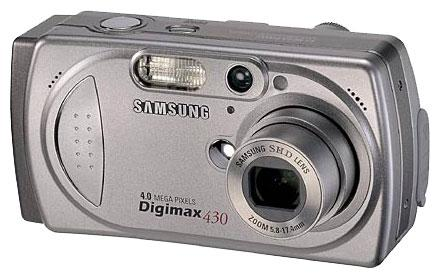 SAMSUNG
4.0 MEGA PIXELS
Digimax 430
SAMSUNG SHD LENS
ZOOM 5.8-17.4mm